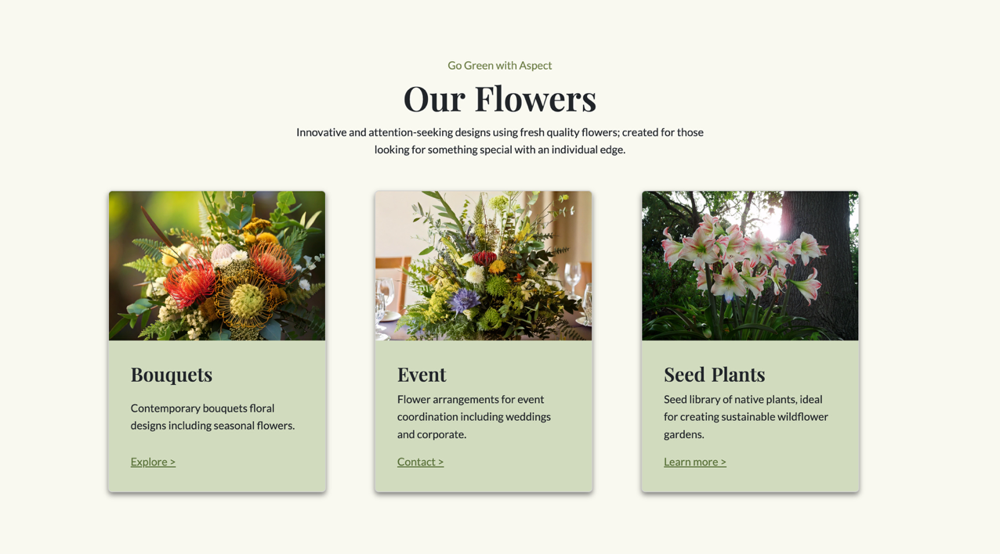 Go Green with Aspect
Our Flowers
Innovative and attention-seeking designs using fresh quality flowers; created for those
looking for something special with an individual edge.
Bouquets
Contemporary bouquets floral
designs including seasonal flowers.
Explore >
Event
Flower arrangements for event
coordination including weddings
and corporate.
Contact >
Seed Plants
Seed library of native plants, ideal
for creating sustainable wildflower
gardens.
Learn more >